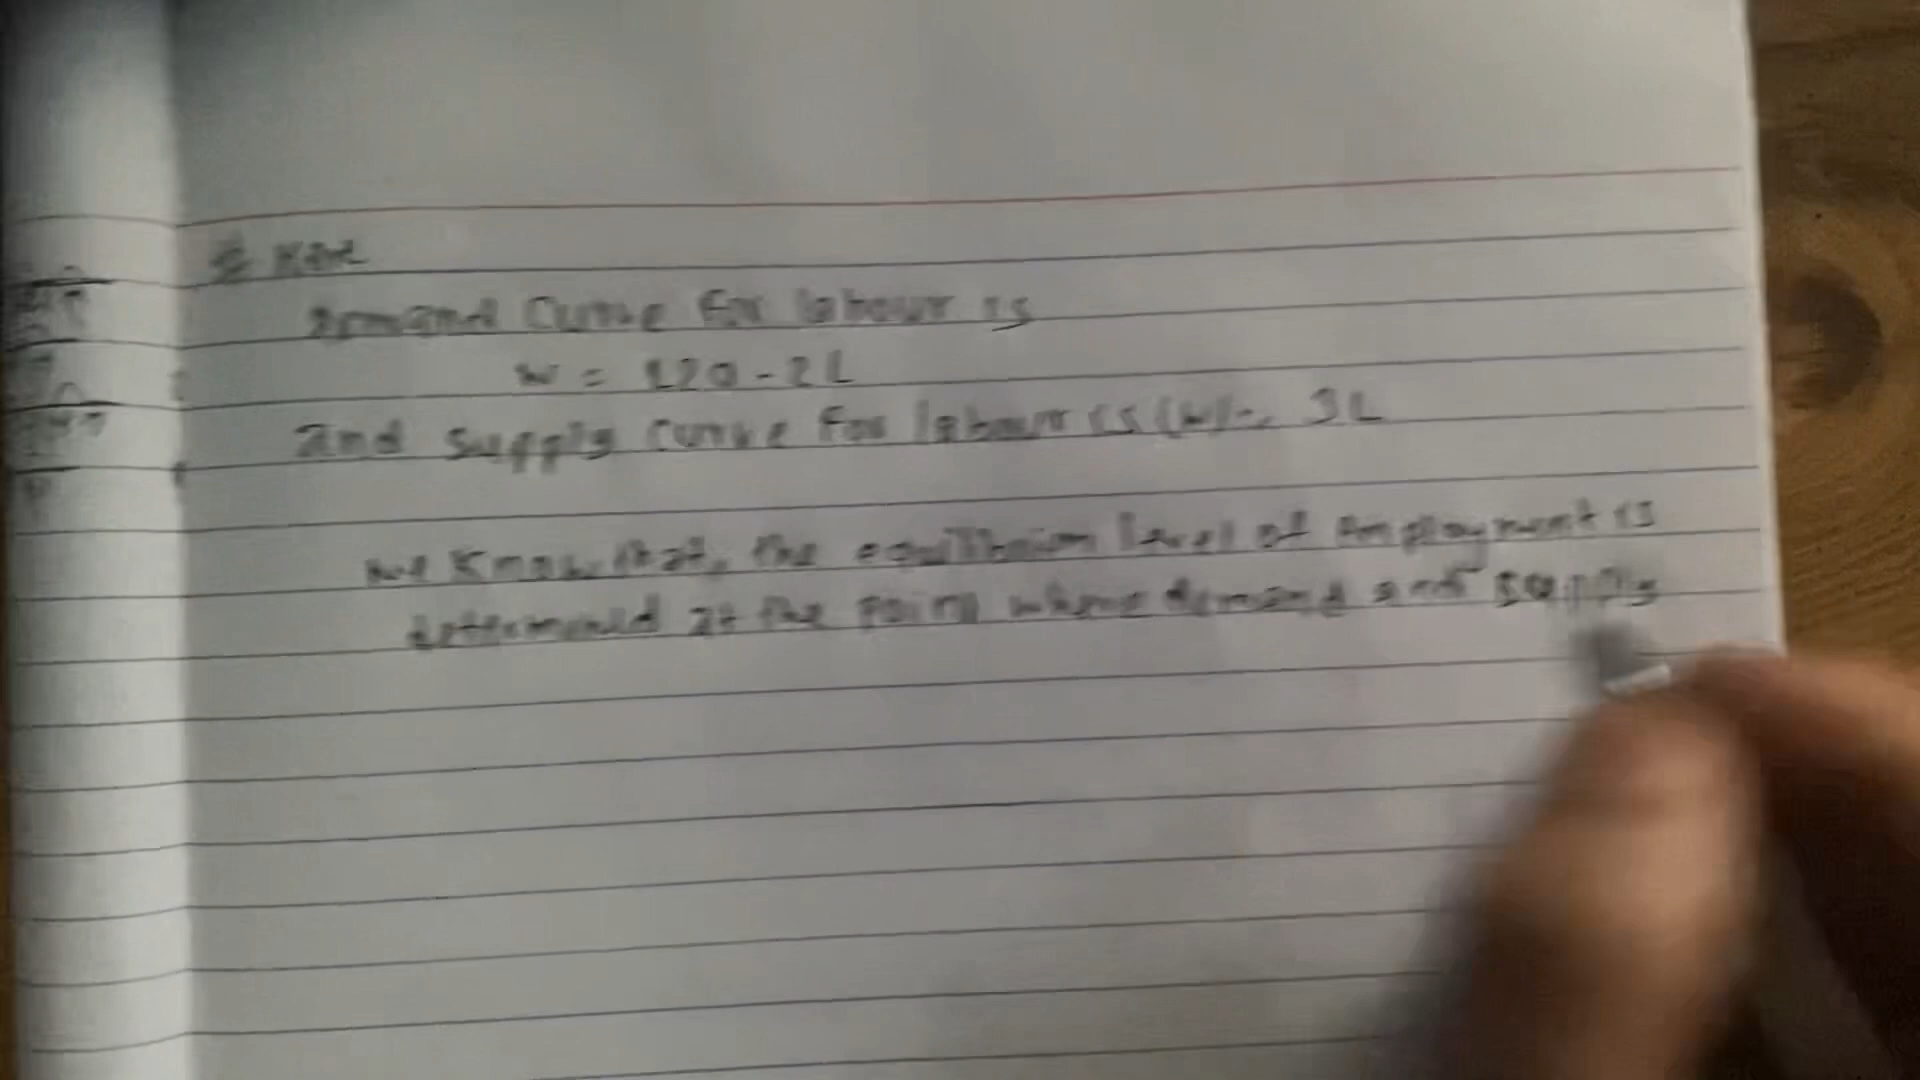 Here
demand curve for labour is
W = 120 - 2L
and supply curve for labour is (W) = 3L
we know that, the equilibrium level of employment is
determined at the point where demand and supply